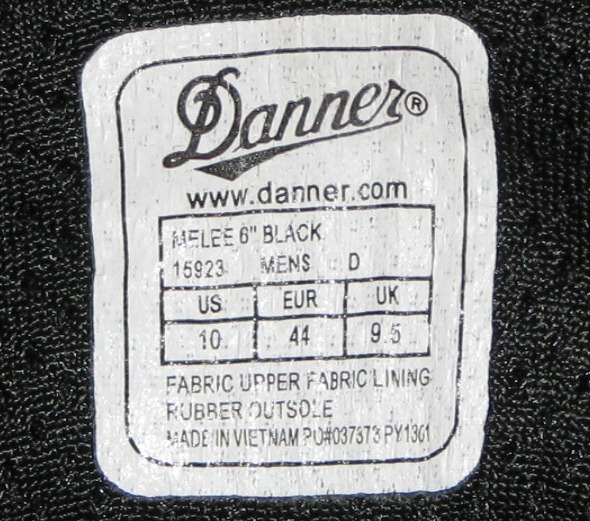 Danner®
www.danner.com
MELEE 6" BLACK
15923 MENS D
US EUR UK
10 44 9.5
FABRIC UPPER FABRIC LINING
RUBBER OUTSOLE
MADE IN VIETNAM PO#037373 PY1301